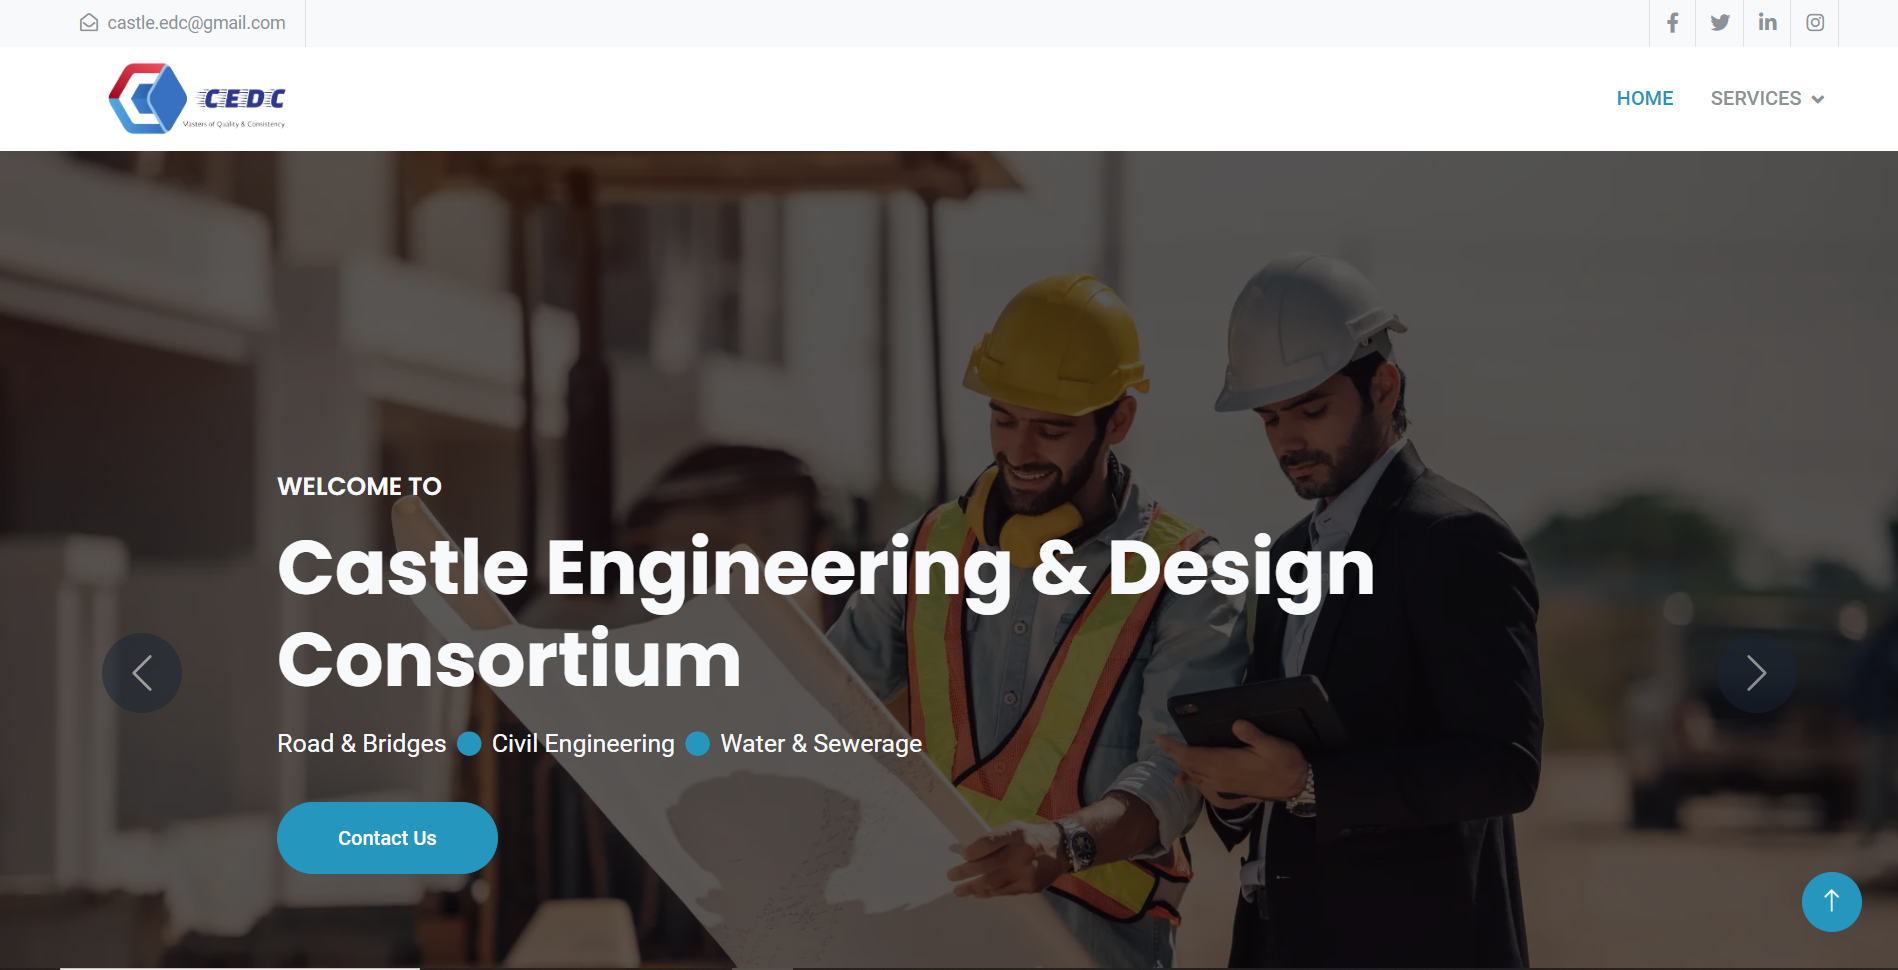 castle.edc@gmail.com
CEDC
Masters of Quality & Consistency
HOME
SERVICES
WELCOME TO
Castle Engineering & Design
Consortium
Road & Bridges
Civil Engineering
Water & Sewerage
Contact Us